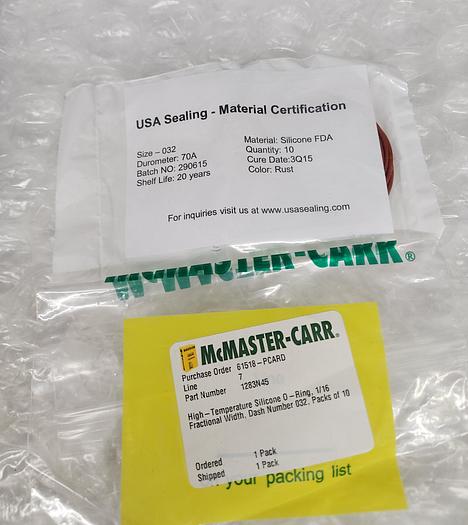 USA Sealing - Material Certification
Size – 032
Durometer: 70A
Batch NO: 290615
Shelf Life: 20 years
Material: Silicone FDA
Quantity: 10
Cure Date:3Q15
Color: Rust
For inquiries visit us at www.usasealing.com
McMASTER-CARR®
McMASTER-CARR®
Purchase Order 61518-PCARD
Line 7
Part Number 1283N45
High-Temperature Silicone O-Ring, 1/16
Fractional Width, Dash Number 032, Packs of 10
Ordered 1 Pack
Shipped 1 Pack
your packing list